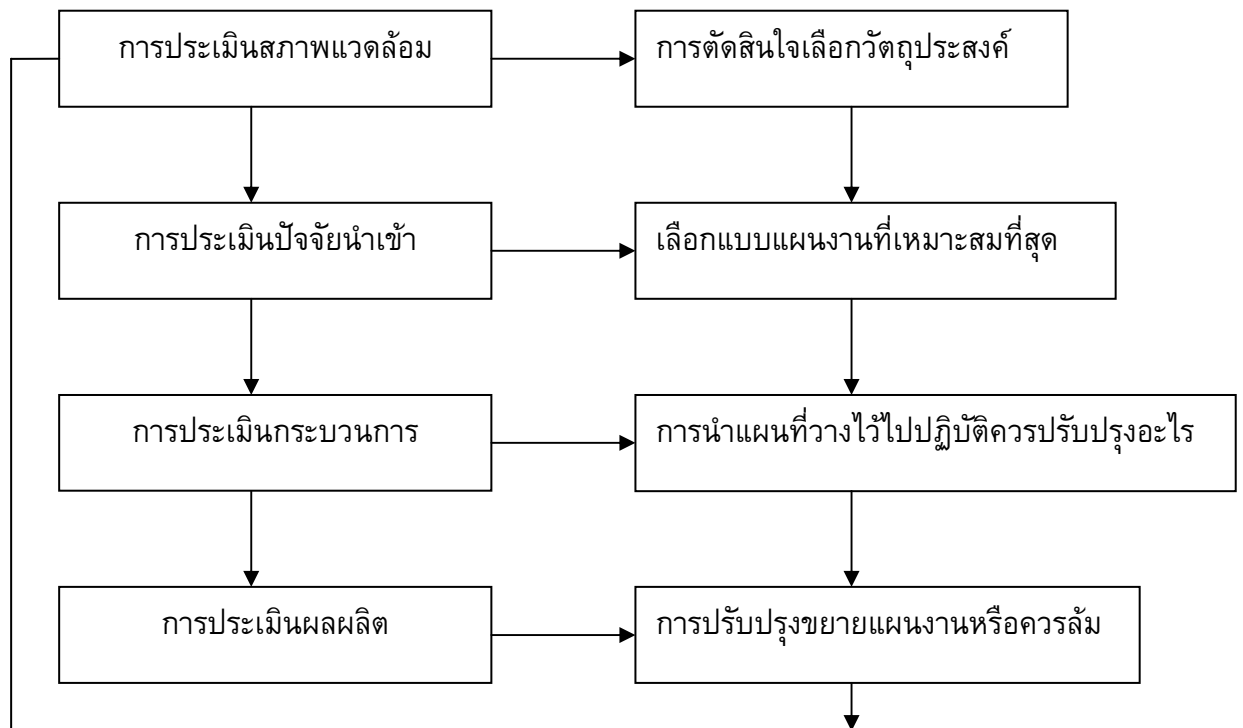 การประเมินสภาพแวดล้อม
การตัดสินใจเลือกวัตถุประสงค์
การประเมินปัจจัยนำเข้า
เลือกแบบแผนงานที่เหมาะสมที่สุด
การประเมินกระบวนการ
การนำแผนที่วางไว้ไปปฏิบัติควรปรับปรุงอะไร
การประเมินผลผลิต
การปรับปรุงขยายแผนงานหรือควรล้ม